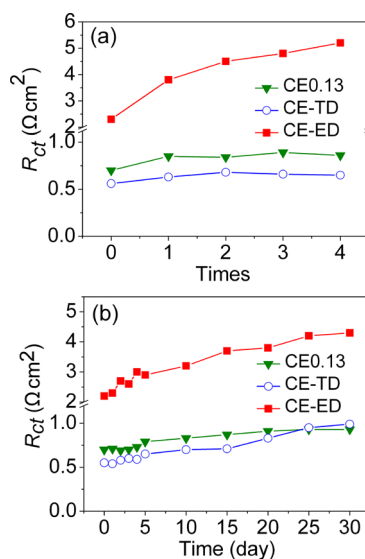 (a)
6
5
4
3
2
1.0
0.5
0.0
R_ct (Ω cm²)
CE0.13
CE-TD
CE-ED
0 1 2 3 4
Times
(b)
5
4
3
2
1.0
0.5
0.0
R_ct (Ω cm²)
CE0.13
CE-TD
CE-ED
0 5 10 15 20 25 30
Time (day)